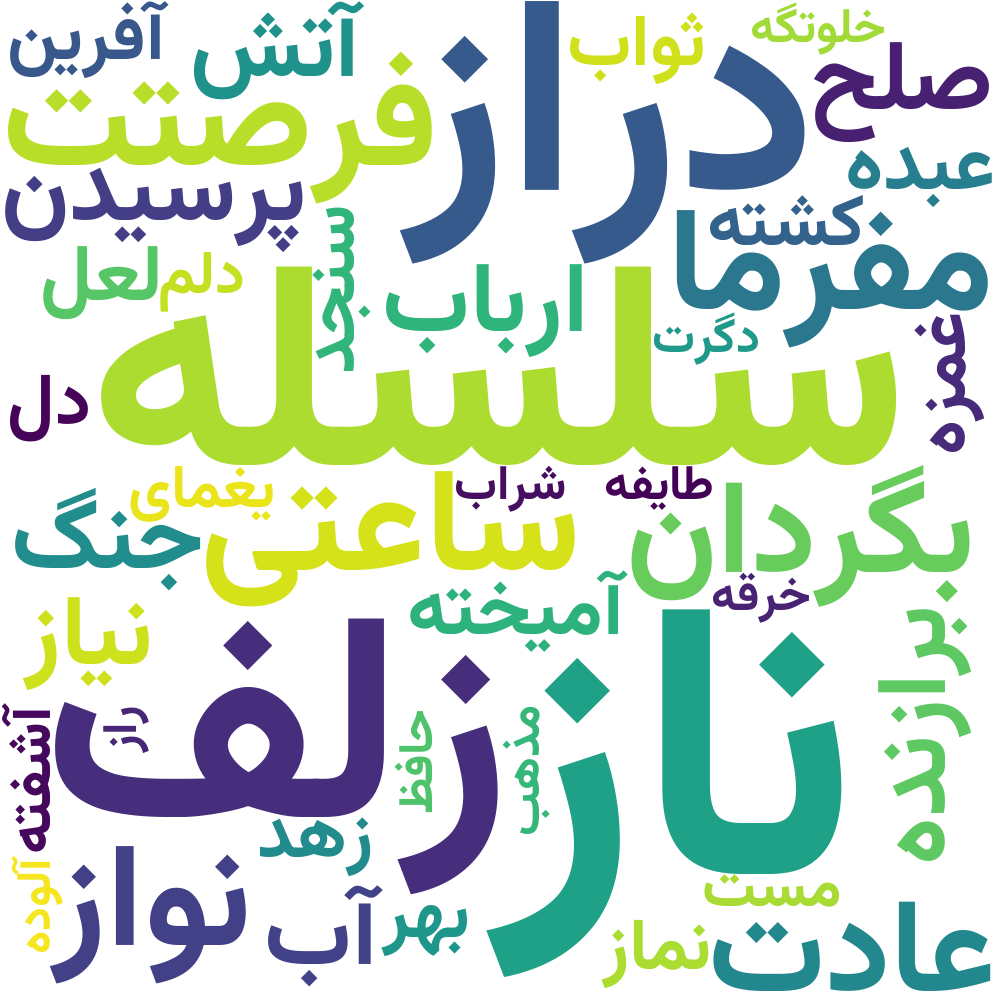 آفرین
آتش
ثواب
خلوتگه
دراز
صلح
فرصتت
عبده
پرسیدن
کشته
مفرما
سنجد
لعل
دلم
ارباب
دگرت
غمزه
سلسله
دل
یغمای
شراب
طایفه
جنگ
ساعتی
بگردان
خرقه
آمیخته
نیاز
برازنده
ناز
زلف
راز
حافظ
مذهب
آشفته
زهد
نواز
آلوده
آب
بهر
مست
نماز
عادت